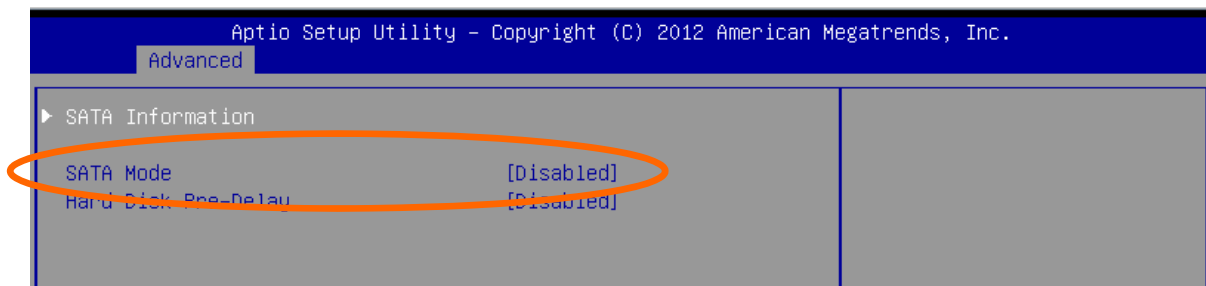 Aptio Setup Utility – Copyright (C) 2012 American Megatrends, Inc.
Advanced
SATA Information
SATA Mode [Disabled]
Hard Disk Pre-Delay [Disabled]